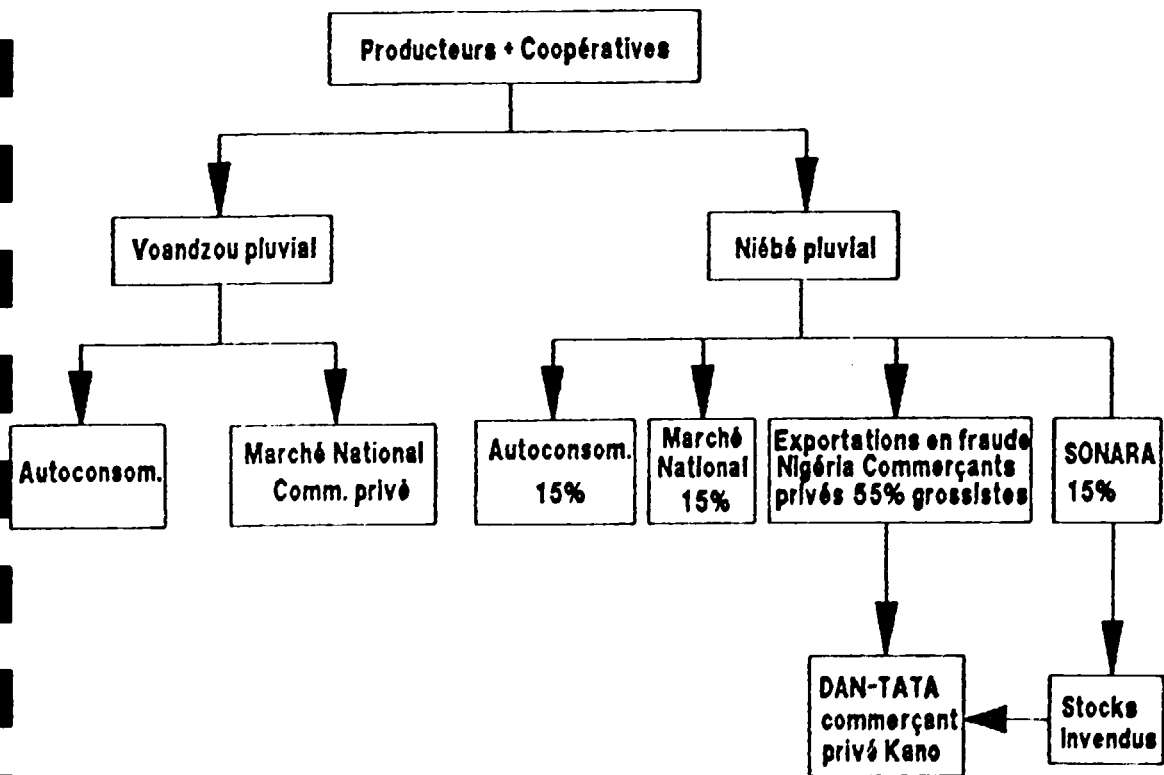 Producteurs + Coopératives
Voandzou pluvial
Niébé pluvial
Autoconsom.
Marché National
Comm. privé
Autoconsom.
15%
Marché
National
15%
Exportations en fraude
Nigéria Commerçants
privés 55% grossistes
SONARA
15%
DAN-TATA
commerçant
privé Kano
Stocks
invendus